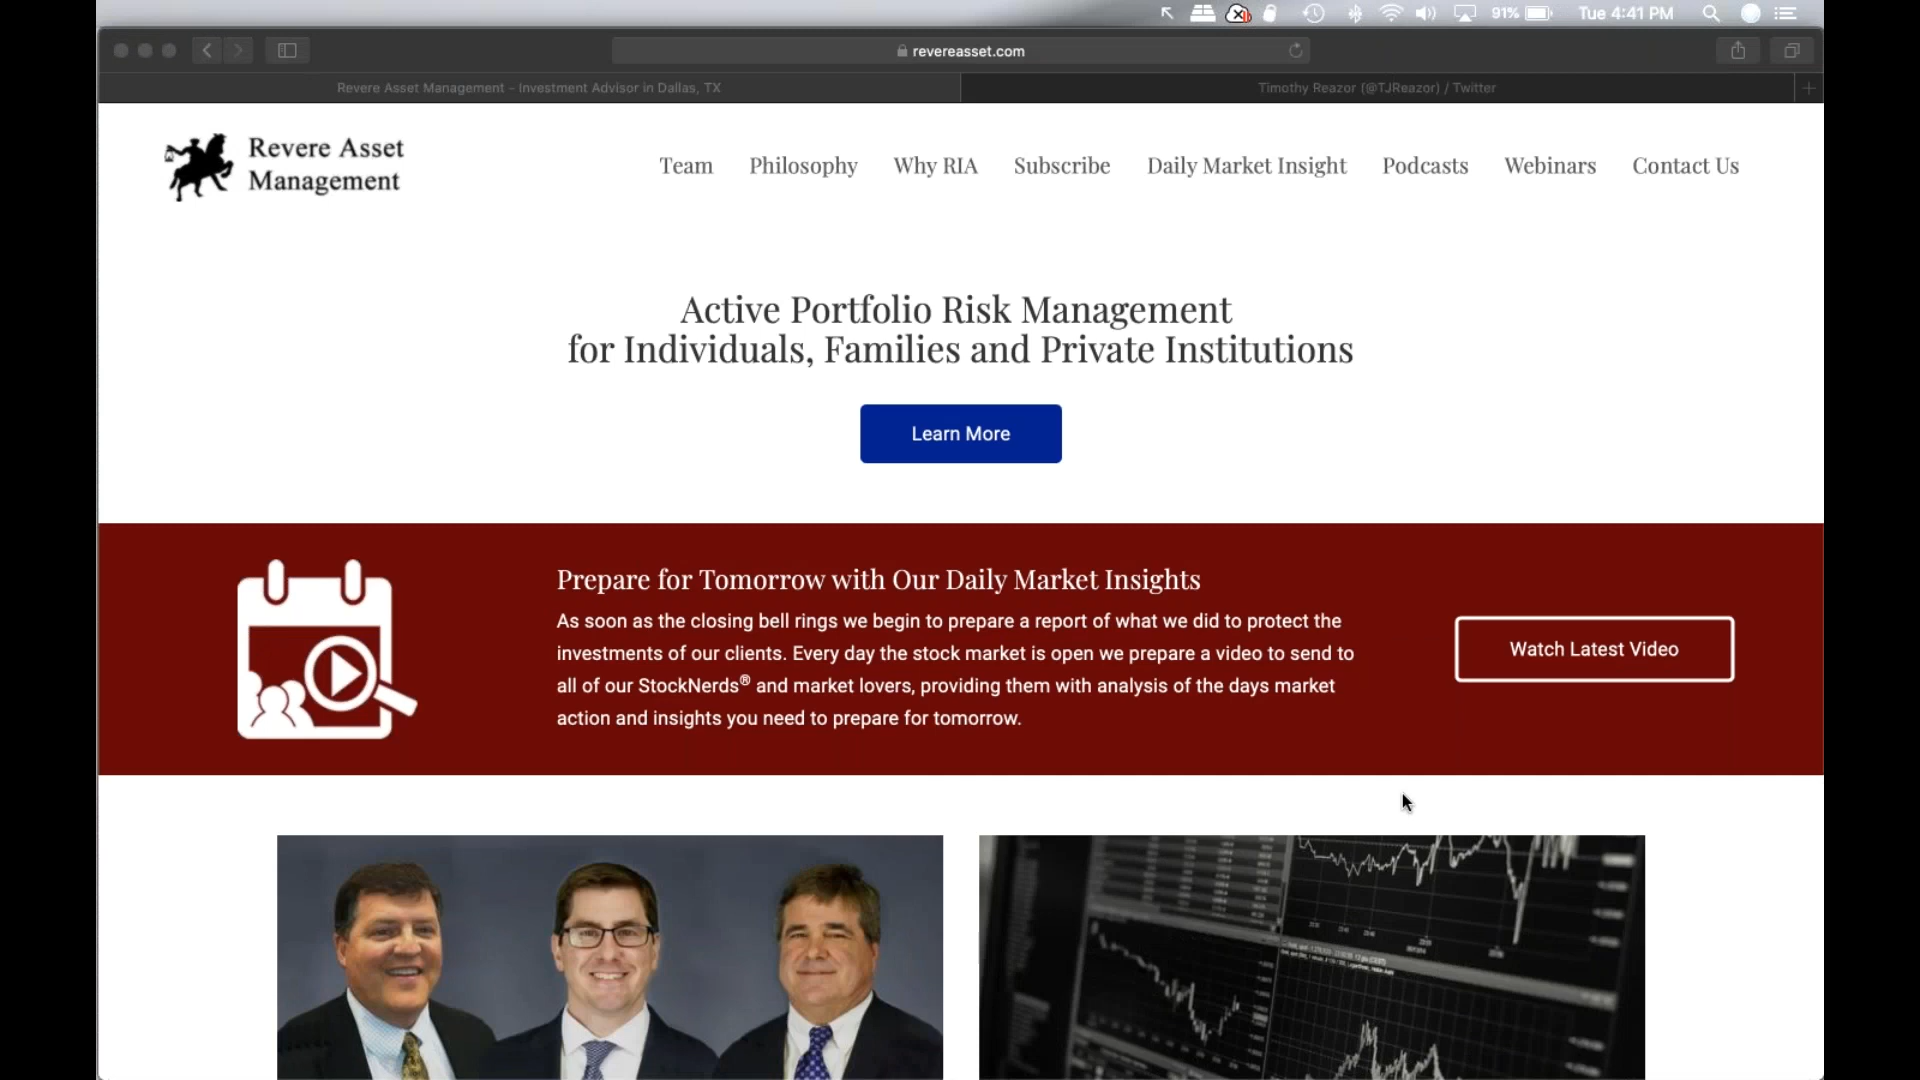 91%
Tue 4:41 PM
revereasset.com
Revere Asset Management - Investment Advisor in Dallas, TX
Timothy Reazor (@TJReazor) / Twitter
Revere Asset
Management
Team
Philosophy
Why RIA
Subscribe
Daily Market Insight
Podcasts
Webinars
Contact Us
Active Portfolio Risk Management
for Individuals, Families and Private Institutions
Learn More
Prepare for Tomorrow with Our Daily Market Insights
As soon as the closing bell rings we begin to prepare a report of what we did to protect the
investments of our clients. Every day the stock market is open we prepare a video to send to
all of our StockNerds® and market lovers, providing them with analysis of the days market
action and insights you need to prepare for tomorrow.
Watch Latest Video